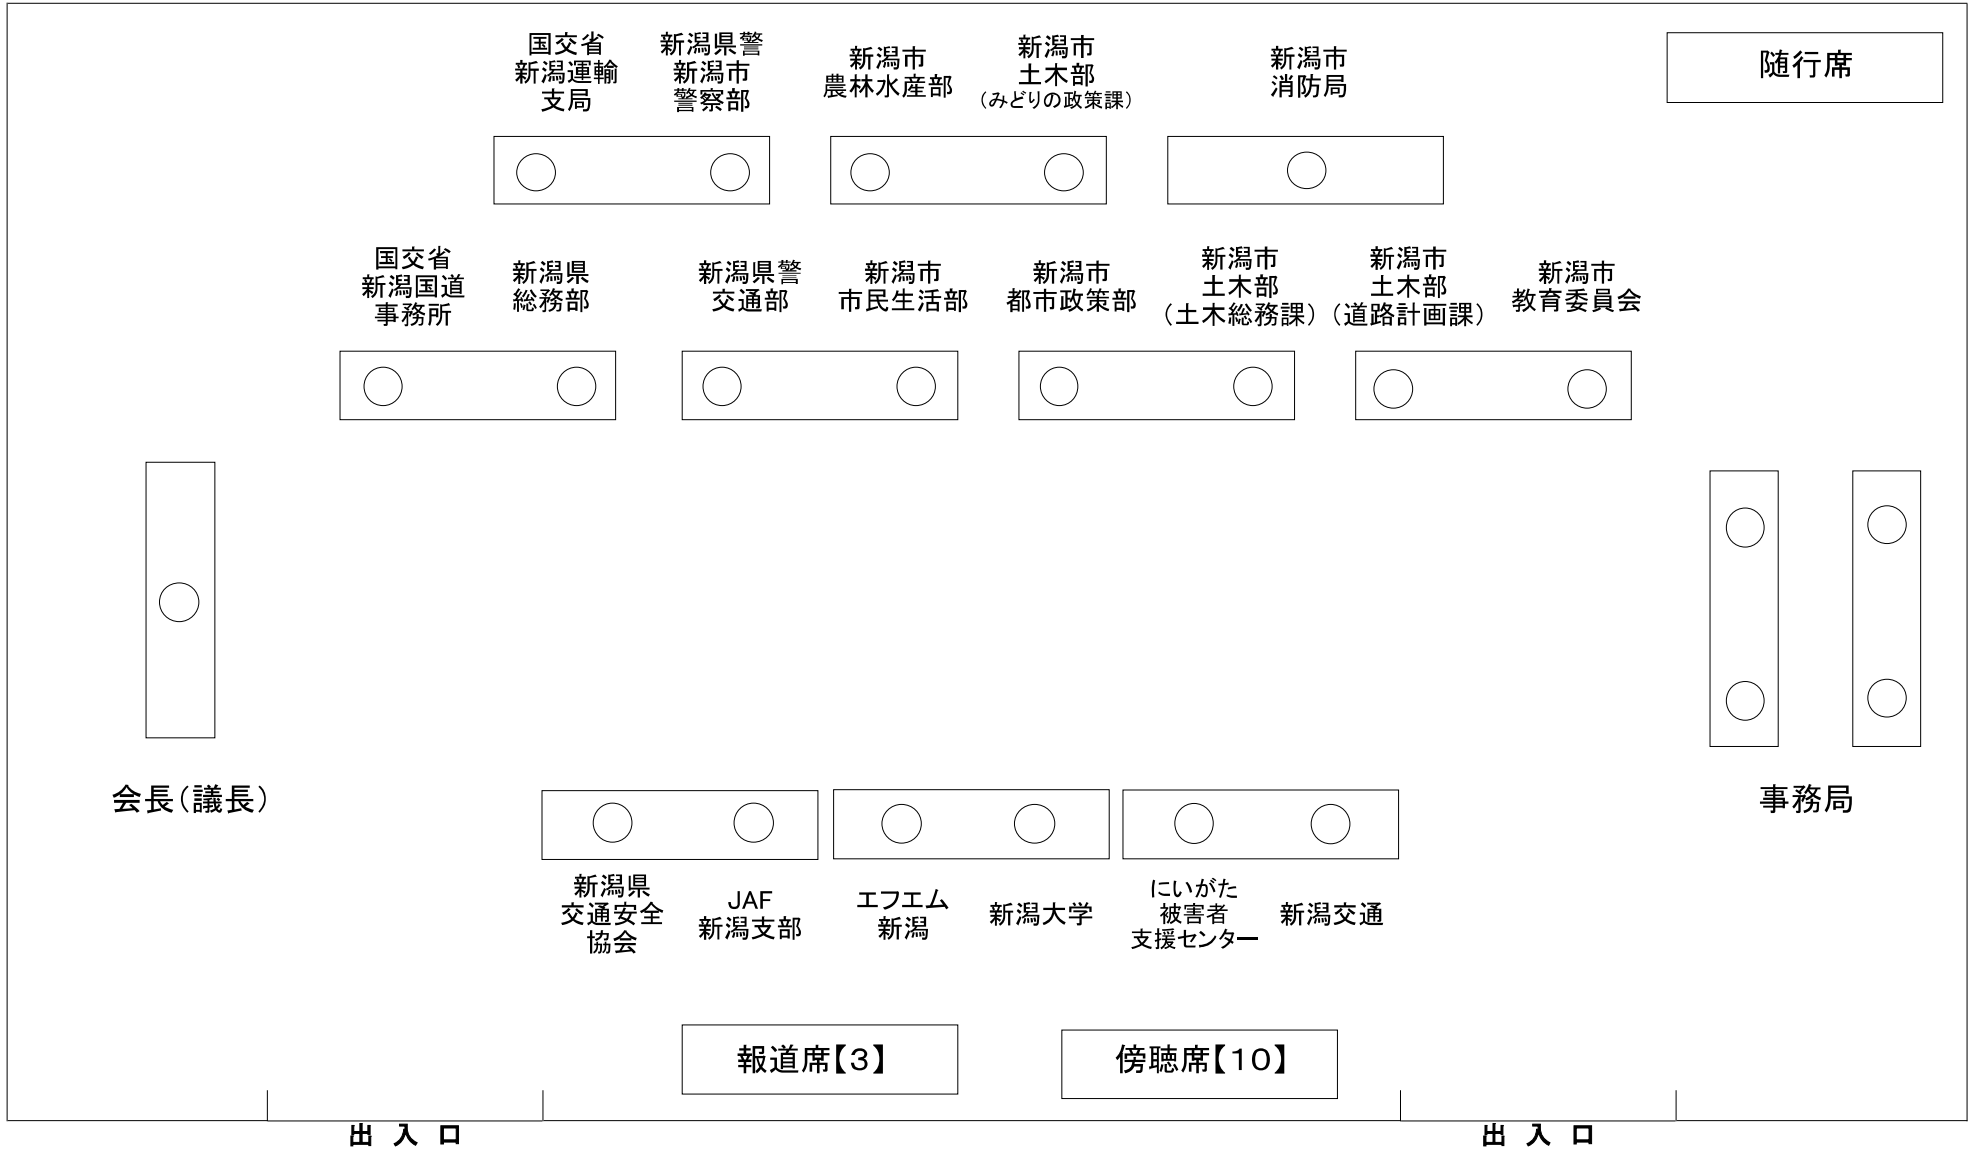 国交省
新潟運輸
支局
新潟県警
新潟市
警察部
新潟市
農林水産部
新潟市
土木部
（みどりの政策課）
新潟市
消防局
随行席
国交省
新潟国道
事務所
新潟県
総務部
新潟県警
交通部
新潟市
市民生活部
新潟市
都市政策部
新潟市
土木部
（土木総務課）
新潟市
土木部
（道路計画課）
新潟市
教育委員会
会長（議長）
事務局
新潟県
交通安全
協会
JAF
新潟支部
エフエム
新潟
新潟大学
にいがた
被害者
支援センター
新潟交通
報道席【３】
傍聴席【１０】
出 入 口
出 入 口